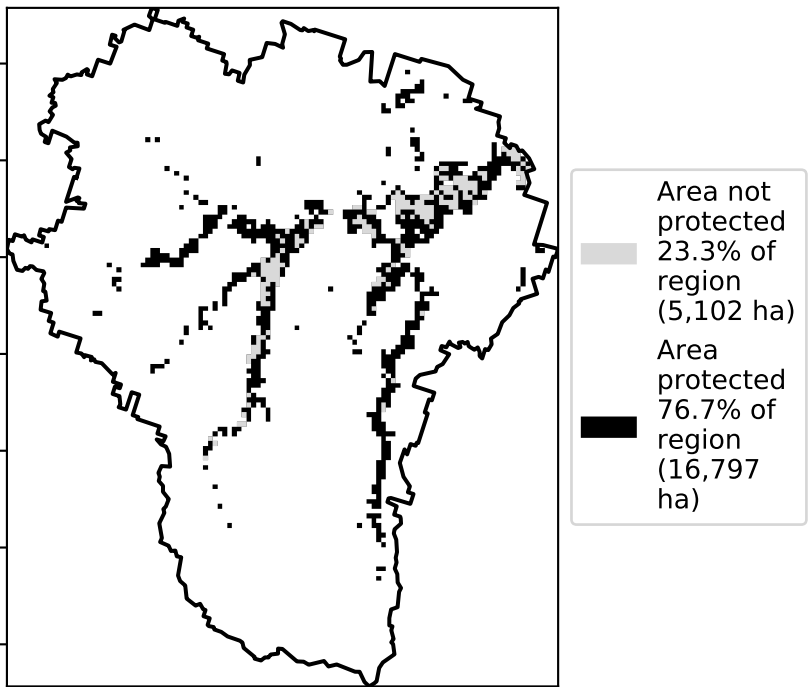 Area not
protected
23.3% of
region
(5,102 ha)
Area
protected
76.7% of
region
(16,797
ha)